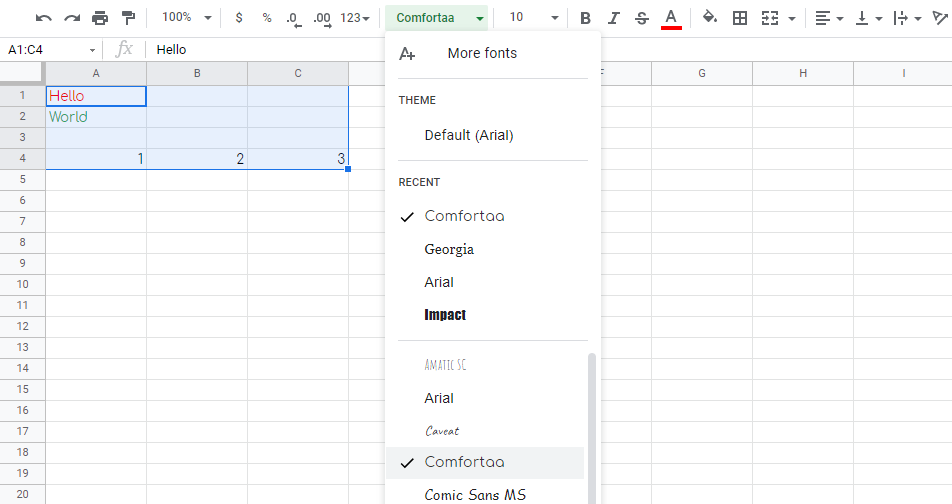 100% $ % .0 .00 123 Comfortaa 10 B I S A
A1:C4 fx Hello
A B C F G H I
1 Hello
2 World
3
4 1 2 3
5
6
7
8
9
10
11
12
13
14
15
16
17
18
19
20
More fonts
THEME
Default (Arial)
RECENT
Comfortaa
Georgia
Arial
Impact
Amatic SC
Arial
Caveat
Comfortaa
Comic Sans MS